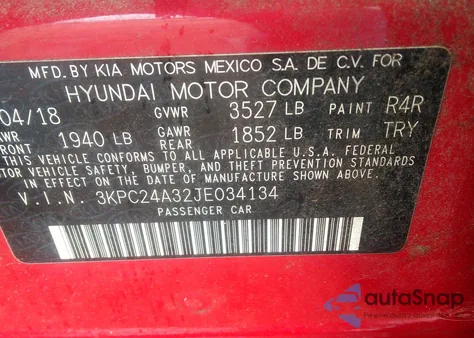 MFD.BY KIA MOTORS MEXICO S.A. DE C.V. FOR
HYUNDAI MOTOR COMPANY
04/18 GVWR 3527 LB PAINT R4R
1940 LB GAWR REAR 1852 LB TRIM TRY
FRONT
THIS VEHICLE CONFORMS TO ALL APPLICABLE U.S.A. FEDERAL
MOTOR VEHICLE SAFETY, BUMPER, AND THEFT PREVENTION STANDARDS
IN EFFECT ON THE DATE OF MANUFACTURE SHOWN ABOVE.
V.I.N. 3KPC24A32JE034134
PASSENGER CAR
autoSnap